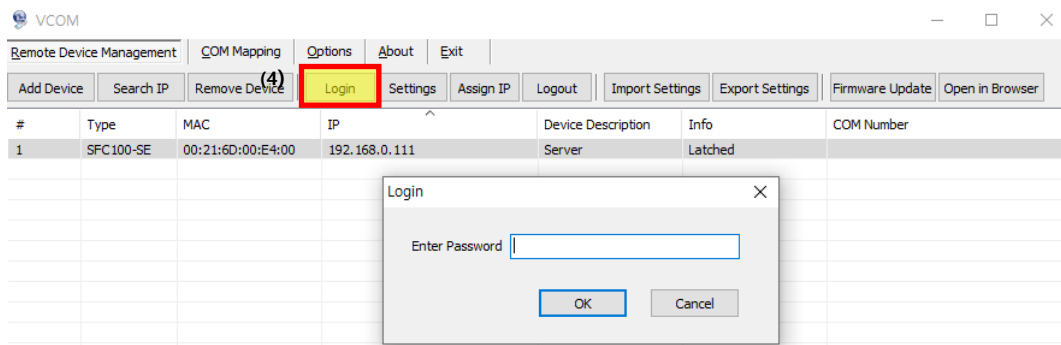 VCOM
Remote Device Management COM Mapping Options About Exit
(4)
Add Device Search IP Remove Device Login Settings Assign IP Logout Import Settings Export Settings Firmware Update Open in Browser
# Type MAC IP Device Description Info COM Number
1 SFC100-SE 00:21:6D:00:E4:00 192.168.0.111 Server Latched
Login
Enter Password
OK Cancel